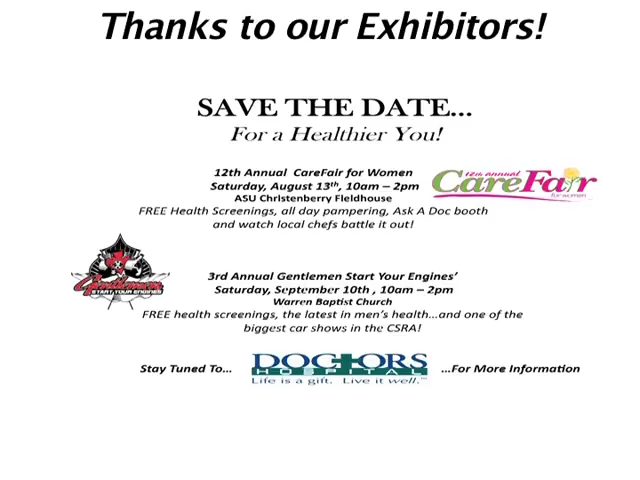 Thanks to our Exhibitors!
SAVE THE DATE...
For a Healthier You!
12th Annual CareFair for Women
Saturday, August 13th, 10am – 2pm
ASU Christenberry Fieldhouse
12th annual
CareFair
for women
FREE Health Screenings, all day pampering, Ask A Doc booth
and watch local chefs battle it out!
Gentlemen
START YOUR ENGINES
3rd Annual Gentlemen Start Your Engines’
Saturday, September 10th , 10am – 2pm
Warren Baptist Church
FREE health screenings, the latest in men’s health...and one of the
biggest car shows in the CSRA!
Stay Tuned To...
DOCTORS
HOSPITAL
Life is a gift. Live it well.™
...For More Information